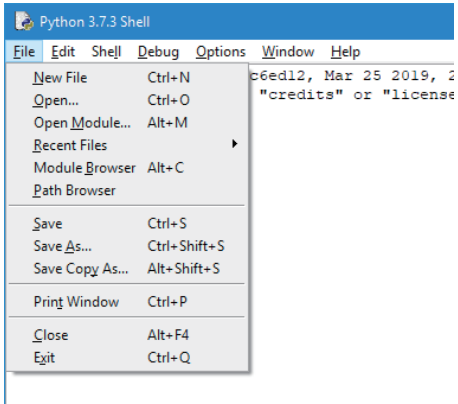 Python 3.7.3 Shell
File Edit Shell Debug Options Window Help
c6ed12, Mar 25 2019, 2
"credits" or "license
New File Ctrl+N
Open... Ctrl+O
Open Module... Alt+M
Recent Files
Module Browser Alt+C
Path Browser
Save Ctrl+S
Save As... Ctrl+Shift+S
Save Copy As... Alt+Shift+S
Print Window Ctrl+P
Close Alt+F4
Exit Ctrl+Q